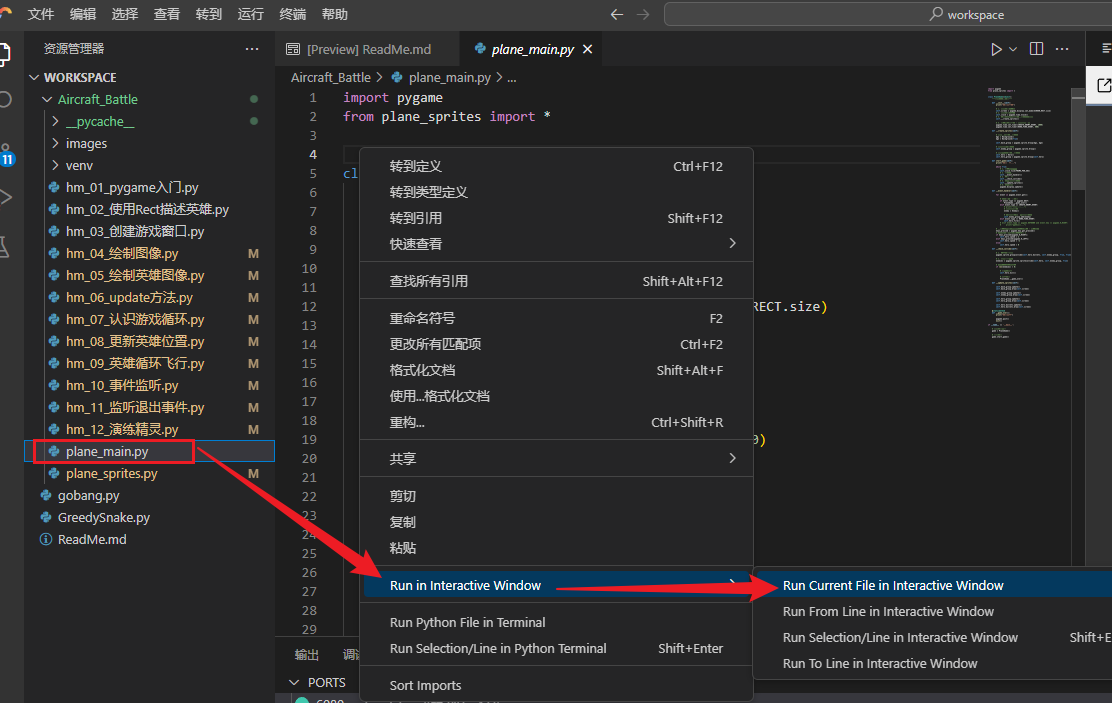 文件 编辑 选择 查看 转到 运行 终端 帮助 workspace
资源管理器 ··· [Preview] ReadMe.md plane_main.py
WORKSPACE
Aircraft_Battle
__pycache__
images
venv
hm_01_pygame入门.py
hm_02_使用Rect描述英雄.py
hm_03_创建游戏窗口.py
hm_04_绘制图像.py M
hm_05_绘制英雄图像.py M
hm_06_update方法.py M
hm_07_认识游戏循环.py M
hm_08_更新英雄位置.py M
hm_09_英雄循环飞行.py M
hm_10_事件监听.py M
hm_11_监听退出事件.py M
hm_12_演练精灵.py M
plane_main.py
plane_sprites.py M
gobang.py
GreedySnake.py
ReadMe.md
11
Aircraft_Battle > plane_main.py > ...
1 import pygame
2 from plane_sprites import *
3
4
5 cl
6
7
8
9
10
11
12 RECT.size)
13
14
15
16
17
18
19 0)
20
21
22
23
24
25
26
27
28
29
转到定义 Ctrl+F12
转到类型定义
转到引用 Shift+F12
快速查看
查找所有引用 Shift+Alt+F12
重命名符号 F2
更改所有匹配项 Ctrl+F2
格式化文档 Shift+Alt+F
使用...格式化文档
重构... Ctrl+Shift+R
共享
剪切
复制
粘贴
Run in Interactive Window
Run Python File in Terminal
Run Selection/Line in Python Terminal Shift+Enter
Sort Imports
Run Current File in Interactive Window
Run From Line in Interactive Window
Run Selection/Line in Interactive Window Shift+E
Run To Line in Interactive Window
输出 调
PORTS